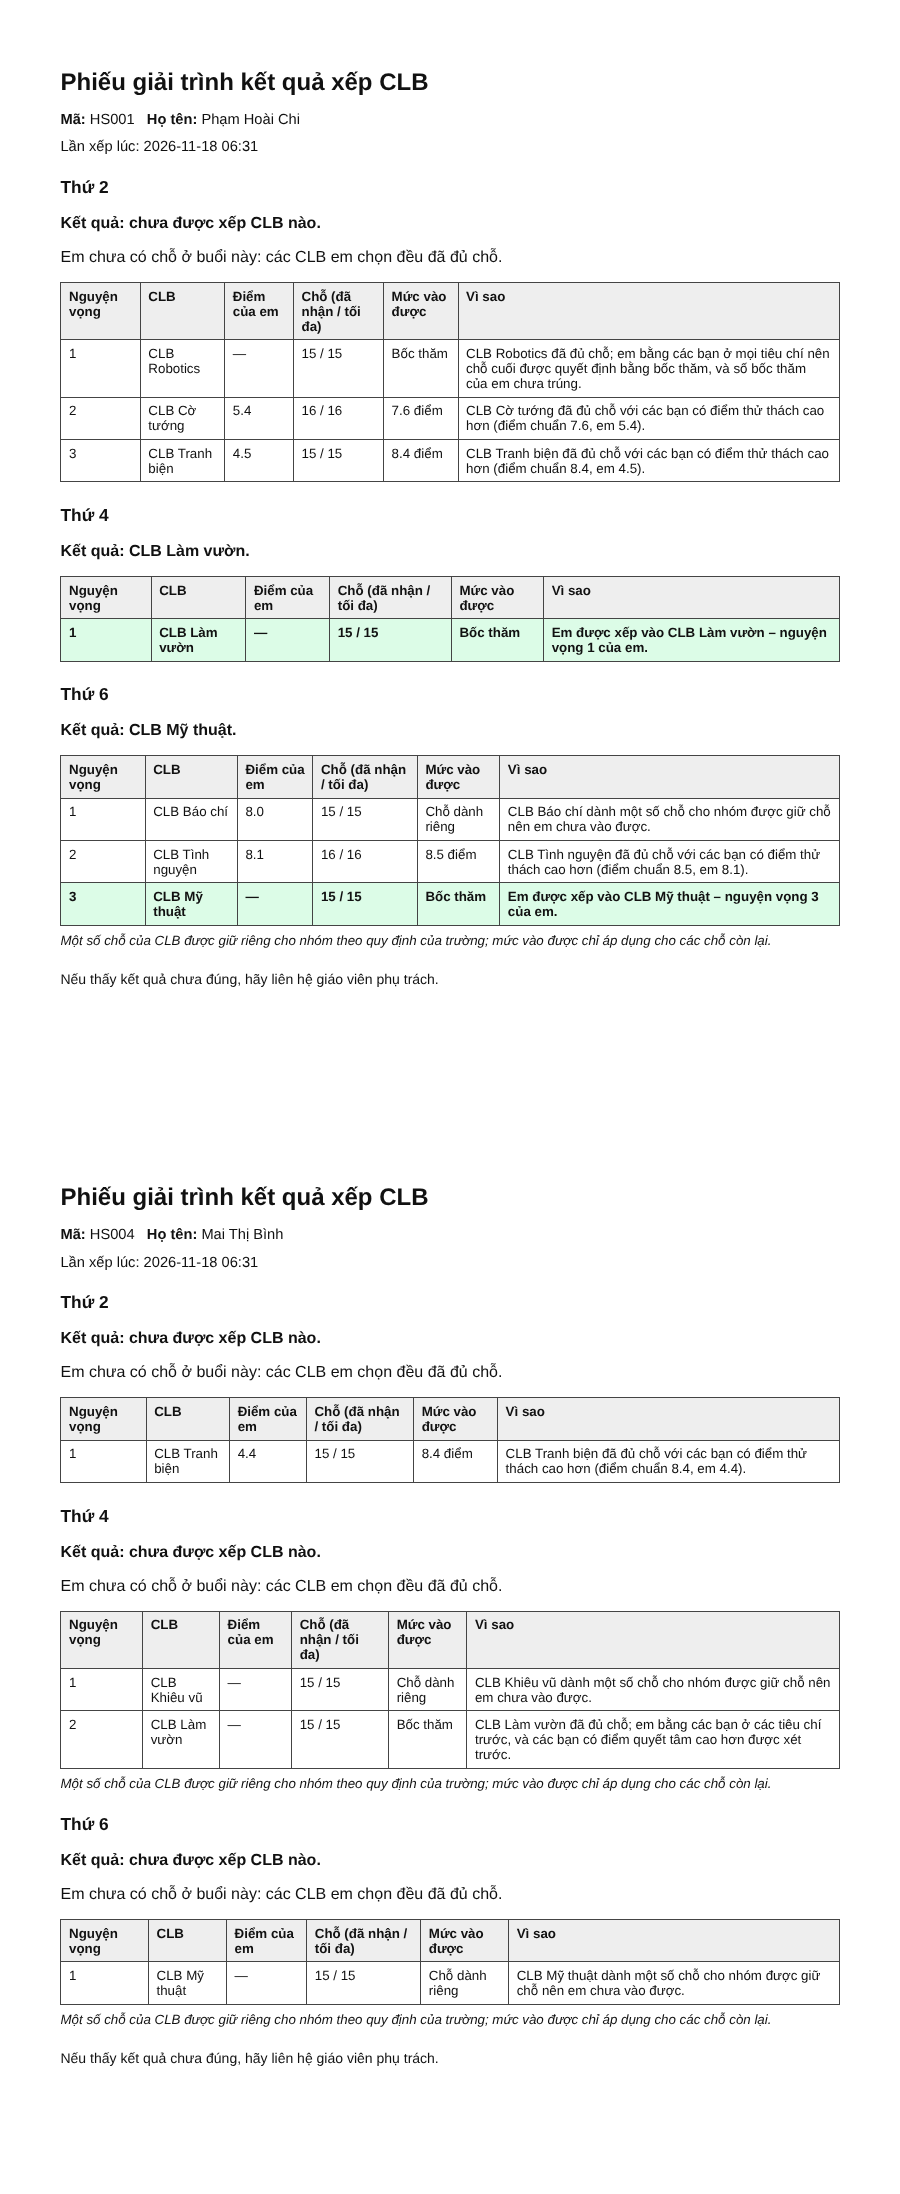 Phiếu giải trình kết quả xếp CLB
Mã: HS001 Họ tên: Phạm Hoài Chi
Lần xếp lúc: 2026-11-18 06:31
Thứ 2
Kết quả: chưa được xếp CLB nào.
Em chưa có chỗ ở buổi này: các CLB em chọn đều đã đủ chỗ.
Nguyện vọng CLB Điểm của em Chỗ (đã nhận / tối đa) Mức vào được Vì sao
1 CLB Robotics — 15 / 15 Bốc thăm CLB Robotics đã đủ chỗ; em bằng các bạn ở mọi tiêu chí nên chỗ cuối được quyết định bằng bốc thăm, và số bốc thăm của em chưa trúng.
2 CLB Cờ tướng 5.4 16 / 16 7.6 điểm CLB Cờ tướng đã đủ chỗ với các bạn có điểm thử thách cao hơn (điểm chuẩn 7.6, em 5.4).
3 CLB Tranh biện 4.5 15 / 15 8.4 điểm CLB Tranh biện đã đủ chỗ với các bạn có điểm thử thách cao hơn (điểm chuẩn 8.4, em 4.5).
Thứ 4
Kết quả: CLB Làm vườn.
Nguyện vọng CLB Điểm của em Chỗ (đã nhận / tối đa) Mức vào được Vì sao
1 CLB Làm vườn — 15 / 15 Bốc thăm Em được xếp vào CLB Làm vườn – nguyện vọng 1 của em.
Thứ 6
Kết quả: CLB Mỹ thuật.
Nguyện vọng CLB Điểm của em Chỗ (đã nhận / tối đa) Mức vào được Vì sao
1 CLB Báo chí 8.0 15 / 15 Chỗ dành riêng CLB Báo chí dành một số chỗ cho nhóm được giữ chỗ nên em chưa vào được.
2 CLB Tình nguyện 8.1 16 / 16 8.5 điểm CLB Tình nguyện đã đủ chỗ với các bạn có điểm thử thách cao hơn (điểm chuẩn 8.5, em 8.1).
3 CLB Mỹ thuật — 15 / 15 Bốc thăm Em được xếp vào CLB Mỹ thuật – nguyện vọng 3 của em.
Một số chỗ của CLB được giữ riêng cho nhóm theo quy định của trường; mức vào được chỉ áp dụng cho các chỗ còn lại.
Nếu thấy kết quả chưa đúng, hãy liên hệ giáo viên phụ trách.
Phiếu giải trình kết quả xếp CLB
Mã: HS004 Họ tên: Mai Thị Bình
Lần xếp lúc: 2026-11-18 06:31
Thứ 2
Kết quả: chưa được xếp CLB nào.
Em chưa có chỗ ở buổi này: các CLB em chọn đều đã đủ chỗ.
Nguyện vọng CLB Điểm của em Chỗ (đã nhận / tối đa) Mức vào được Vì sao
1 CLB Tranh biện 4.4 15 / 15 8.4 điểm CLB Tranh biện đã đủ chỗ với các bạn có điểm thử thách cao hơn (điểm chuẩn 8.4, em 4.4).
Thứ 4
Kết quả: chưa được xếp CLB nào.
Em chưa có chỗ ở buổi này: các CLB em chọn đều đã đủ chỗ.
Nguyện vọng CLB Điểm của em Chỗ (đã nhận / tối đa) Mức vào được Vì sao
1 CLB Khiêu vũ — 15 / 15 Chỗ dành riêng CLB Khiêu vũ dành một số chỗ cho nhóm được giữ chỗ nên em chưa vào được.
2 CLB Làm vườn — 15 / 15 Bốc thăm CLB Làm vườn đã đủ chỗ; em bằng các bạn ở các tiêu chí trước, và các bạn có điểm quyết tâm cao hơn được xét trước.
Một số chỗ của CLB được giữ riêng cho nhóm theo quy định của trường; mức vào được chỉ áp dụng cho các chỗ còn lại.
Thứ 6
Kết quả: chưa được xếp CLB nào.
Em chưa có chỗ ở buổi này: các CLB em chọn đều đã đủ chỗ.
Nguyện vọng CLB Điểm của em Chỗ (đã nhận / tối đa) Mức vào được Vì sao
1 CLB Mỹ thuật — 15 / 15 Chỗ dành riêng CLB Mỹ thuật dành một số chỗ cho nhóm được giữ chỗ nên em chưa vào được.
Một số chỗ của CLB được giữ riêng cho nhóm theo quy định của trường; mức vào được chỉ áp dụng cho các chỗ còn lại.
Nếu thấy kết quả chưa đúng, hãy liên hệ giáo viên phụ trách.